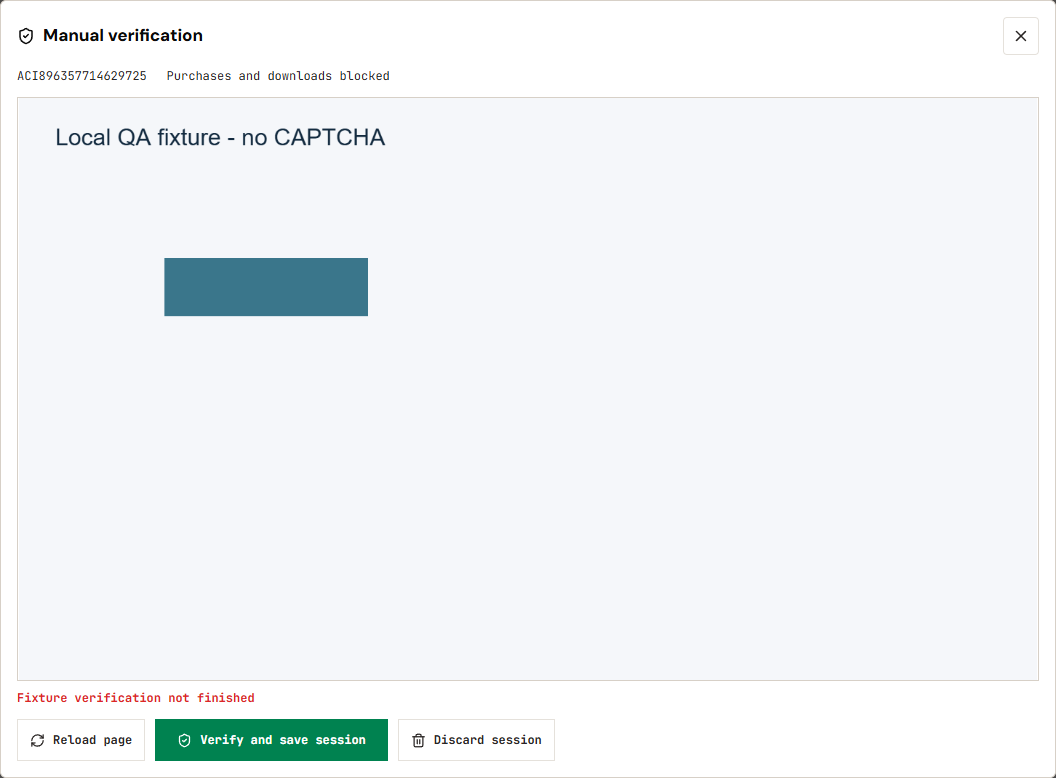 Manual verification
ACI896357714629725 Purchases and downloads blocked
Local QA fixture - no CAPTCHA
Fixture verification not finished
Reload page Verify and save session Discard session